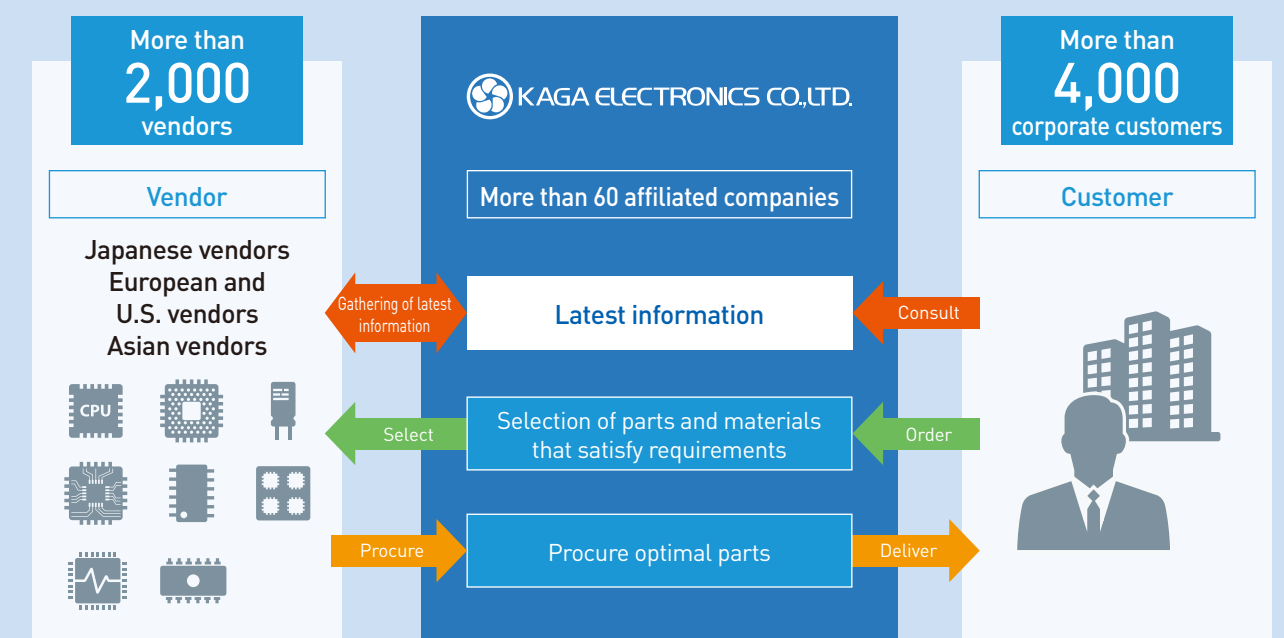 More than
2,000
vendors
Vendor
Japanese vendors
European and
U.S. vendors
Asian vendors
CPU
KAGA ELECTRONICS CO.,LTD.
More than 60 affiliated companies
Gathering of latest
information
Latest information
Consult
Select
Selection of parts and materials
that satisfy requirements
Order
Procure
Procure optimal parts
Deliver
More than
4,000
corporate customers
Customer